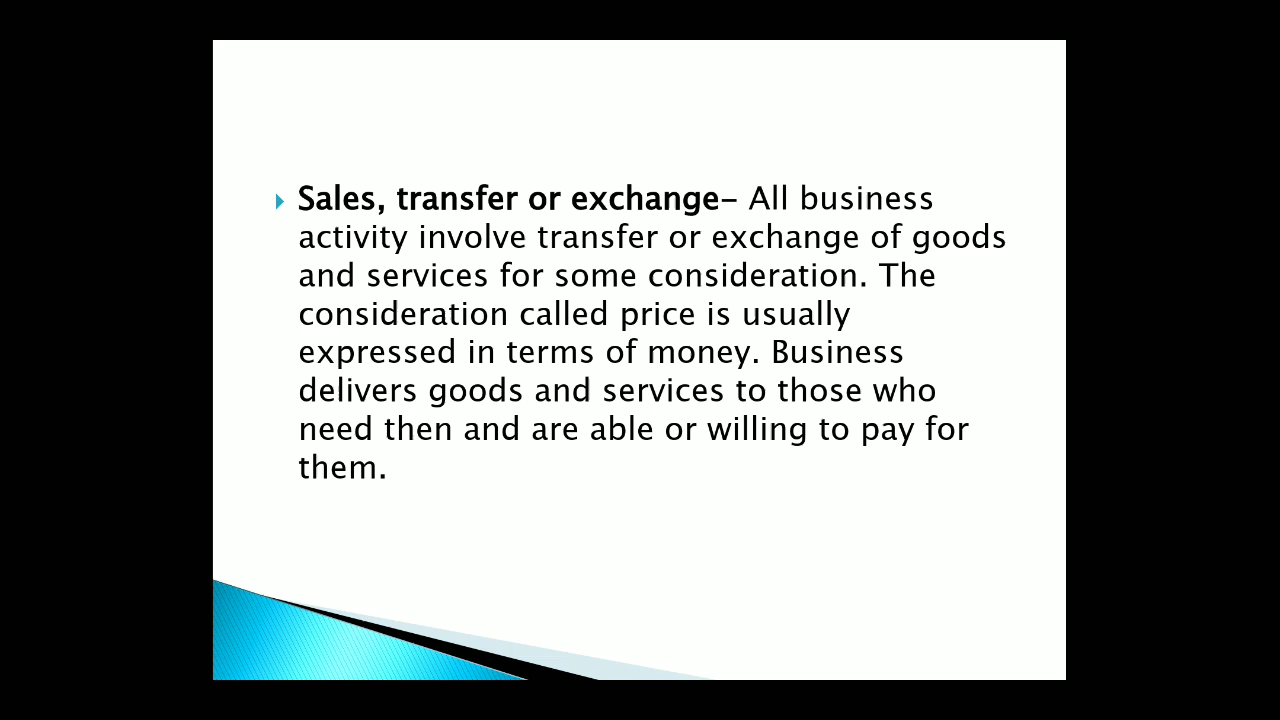 Sales, transfer or exchange– All business
activity involve transfer or exchange of goods
and services for some consideration. The
consideration called price is usually
expressed in terms of money. Business
delivers goods and services to those who
need then and are able or willing to pay for
them.